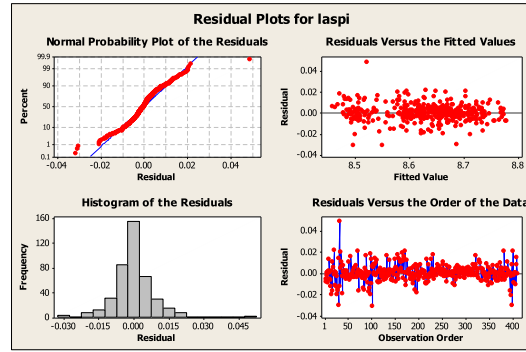 Residual Plots for laspi
Normal Probability Plot of the Residuals
99.9
99
90
50
10
1
0.1
Percent
-0.04 -0.02 0.00 0.02 0.04
Residual
Residuals Versus the Fitted Values
0.04
0.02
0.00
-0.02
-0.04
Residual
8.5 8.6 8.7 8.8
Fitted Value
Histogram of the Residuals
160
120
80
40
0
Frequency
-0.030 -0.015 0.000 0.015 0.030 0.045
Residual
Residuals Versus the Order of the Data
0.04
0.02
0.00
-0.02
-0.04
Residual
1 50 100 150 200 250 300 350 400
Observation Order